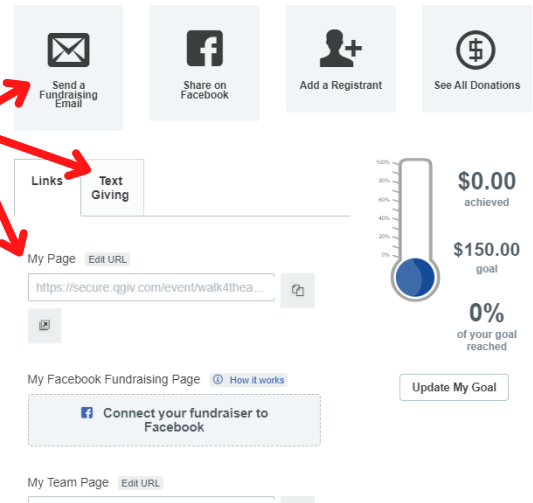 Send a
Fundraising
Email
Share on
Facebook
Add a Registrant
See All Donations
Links
Text
Giving
100%
80%
60%
40%
20%
0%
$0.00
achieved
$150.00
goal
0%
of your goal
reached
Update My Goal
My Page Edit URL
https://secure.qgiv.com/event/walk4thea...
My Facebook Fundraising Page How it works
Connect your fundraiser to
Facebook
My Team Page Edit URL